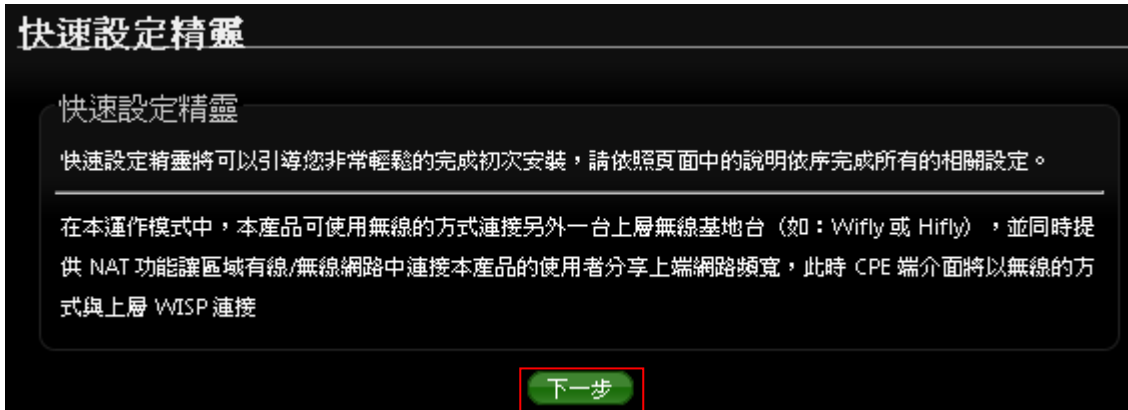 快速設定精靈
快速設定精靈
快速設定精靈將可以引導您非常輕鬆的完成初次安裝，請依照頁面中的說明依序完成所有的相關設定。
在本運作模式中，本產品可使用無線的方式連接另外一台上層無線基地台（如：Wifly 或 Hifly），並同時提
供 NAT 功能讓區域有線/無線網路中連接本產品的使用者分享上端網路頻寬，此時 CPE 端介面將以無線的方
式與上層 WISP 連接
下一步